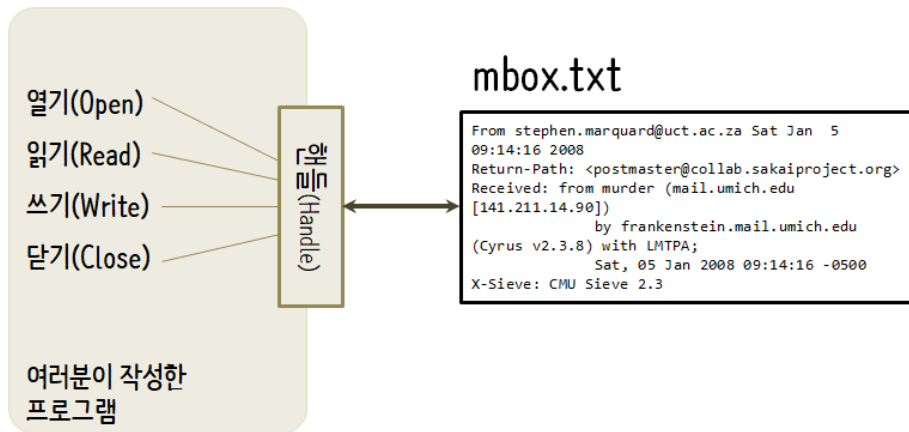 열기(Open)
읽기(Read)
쓰기(Write)
닫기(Close)
여러분이 작성한
프로그램
핸들(Handle)
mbox.txt
From stephen.marquard@uct.ac.za Sat Jan  5
09:14:16 2008
Return-Path: <postmaster@collab.sakaiproject.org>
Received: from murder (mail.umich.edu
[141.211.14.90])
by frankenstein.mail.umich.edu
(Cyrus v2.3.8) with LMTPA;
Sat, 05 Jan 2008 09:14:16 -0500
X-Sieve: CMU Sieve 2.3